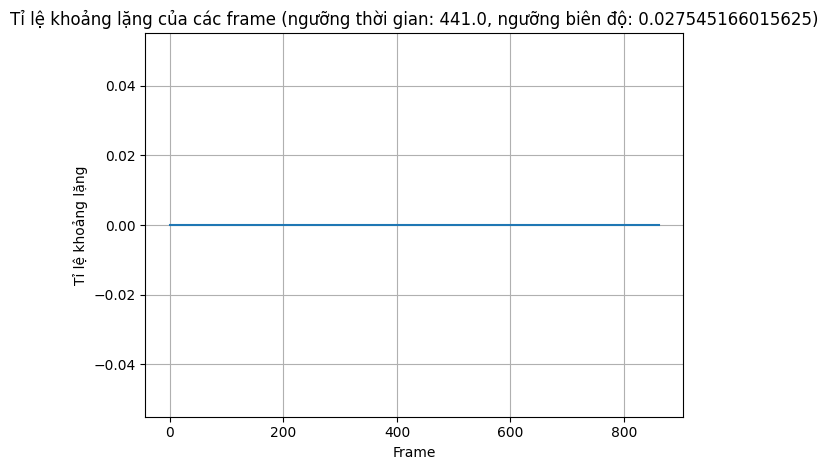 Tỉ lệ khoảng lặng của các frame (ngưỡng thời gian: 441.0, ngưỡng biên độ: 0.027545166015625)
0.04
0.02
0.00
−0.02
−0.04
Tỉ lệ khoảng lặng
0 200 400 600 800
Frame